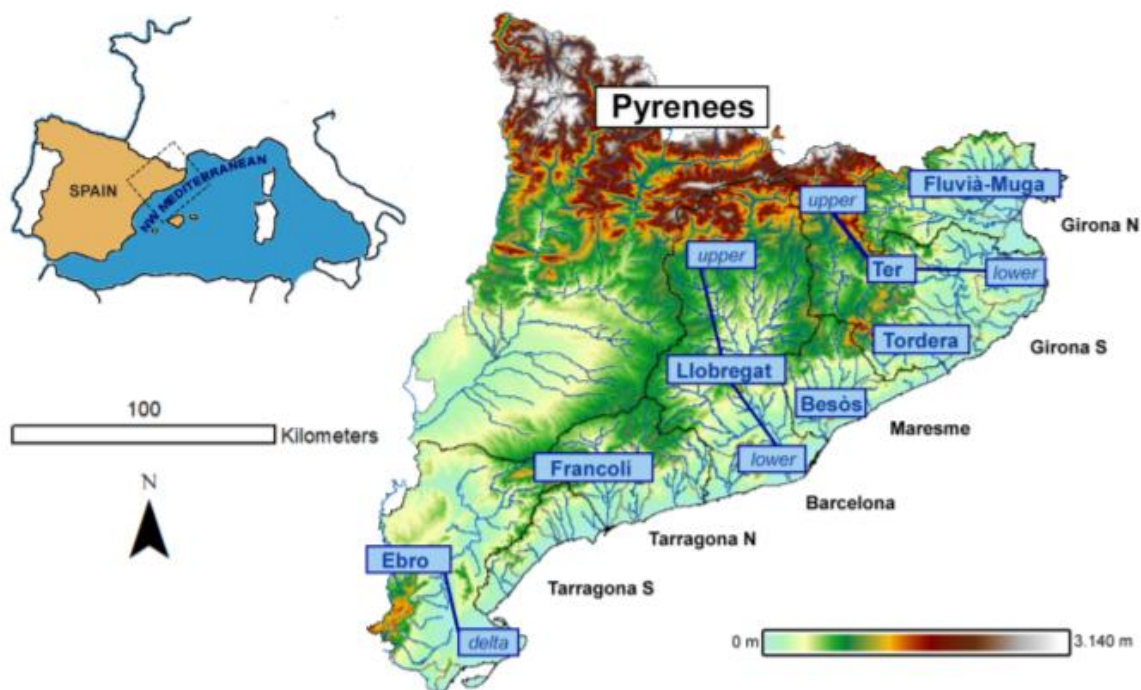 SPAIN
NW MEDITERRANEAN
Pyrenees
upper
Fluvià-Muga
Girona N
upper
Ter
lower
Tordera
Girona S
Llobregat
Besòs
Maresme
100
Kilometers
lower
Francolí
Barcelona
N
Tarragona N
Ebro
Tarragona S
delta
0 m
3.140 m